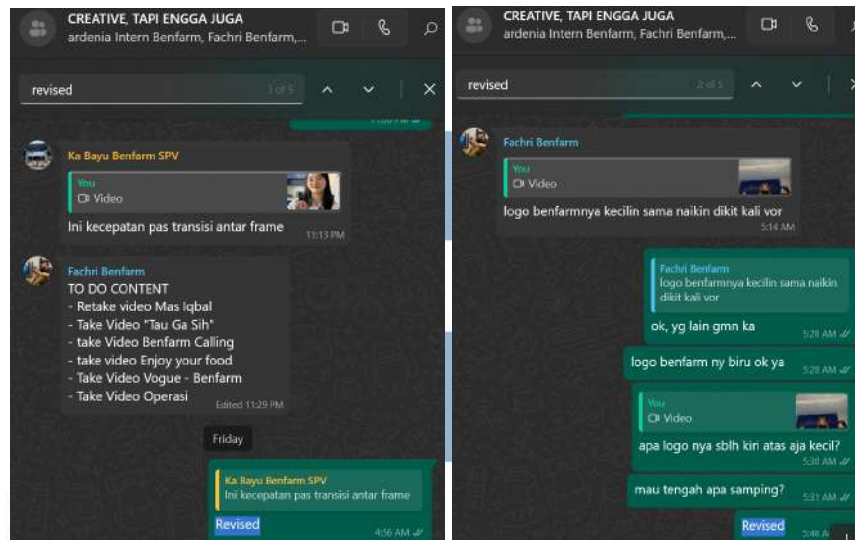 CREATIVE, TAPI ENGGA JUGA
ardenia Intern Benfarm, Fachri Benfarm,...
revised
3 of 5
Ka Bayu Benfarm SPV
You
Video
Ini kecepatan pas transisi antar frame
11:13 PM
Fachri Benfarm
TO DO CONTENT
- Retake video Mas Iqbal
- Take Video "Tau Ga Sih"
- take Video Benfarm Calling
- take video Enjoy your food
- Take Video Vogue - Benfarm
- Take Video Operasi
Edited 11:29 PM
Friday
Ka Bayu Benfarm SPV
Ini kecepatan pas transisi antar frame
Revised
4:56 AM
CREATIVE, TAPI ENGGA JUGA
ardenia Intern Benfarm, Fachri Benfarm,...
revised
2 of 5
Fachri Benfarm
You
Video
logo benfarmnya kecilin sama naikin dikit kali vor
5:14 AM
Fachri Benfarm
logo benfarmnya kecilin sama naikin
dikit kali vor
ok, yg lain gmn ka
5:28 AM
logo benfarm ny biru ok ya
5:28 AM
You
Video
apa logo nya sblh kiri atas aja kecil?
5:30 AM
mau tengah apa samping?
5:31 AM
Revised